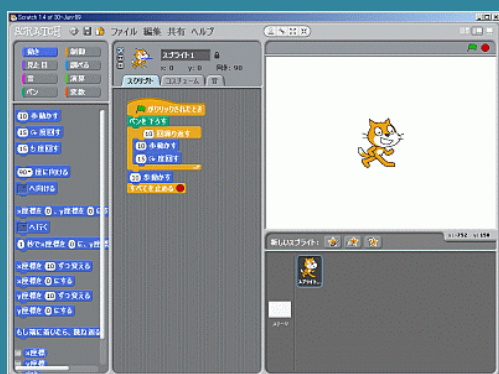 Scratch 1.4 of 30-Jun-09
SCRATCH ファイル 編集 共有 ヘルプ
動き 制御
見た目 調べる
音 演算
ペン 変数
スプライト1
x: 0 y: 0 向き: 90
スクリプト コスチューム 音
がクリックされたとき
ペンを下ろす
10 回繰り返す
10 歩動かす
15 度回す
歩動かす
すべてを止める
10 歩動かす
15 度回す
15 度回す
90 度に向ける
へ向ける
x座標を 0 、y座標を 0 に
へ行く
1 秒でx座標を 0 に、y座標
x座標を 10 ずつ変える
x座標を 0 にする
y座標を 10 ずつ変える
y座標を 0 にする
もし端に着いたら、跳ね返る
x座標
y座標
新しいスプライト:
スプライト
ステージ